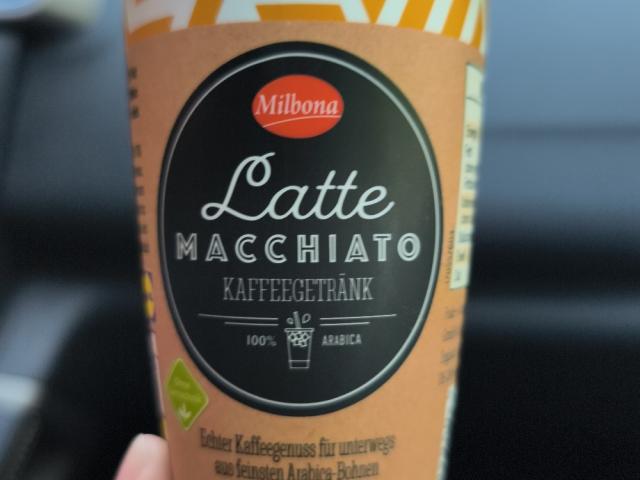 Milbona
Latte
MACCHIATO
KAFFEEGETRÄNK
100% ARABICA
Echter Kaffeegenuss für unterwegs
aus feinsten Arabica-Bohnen